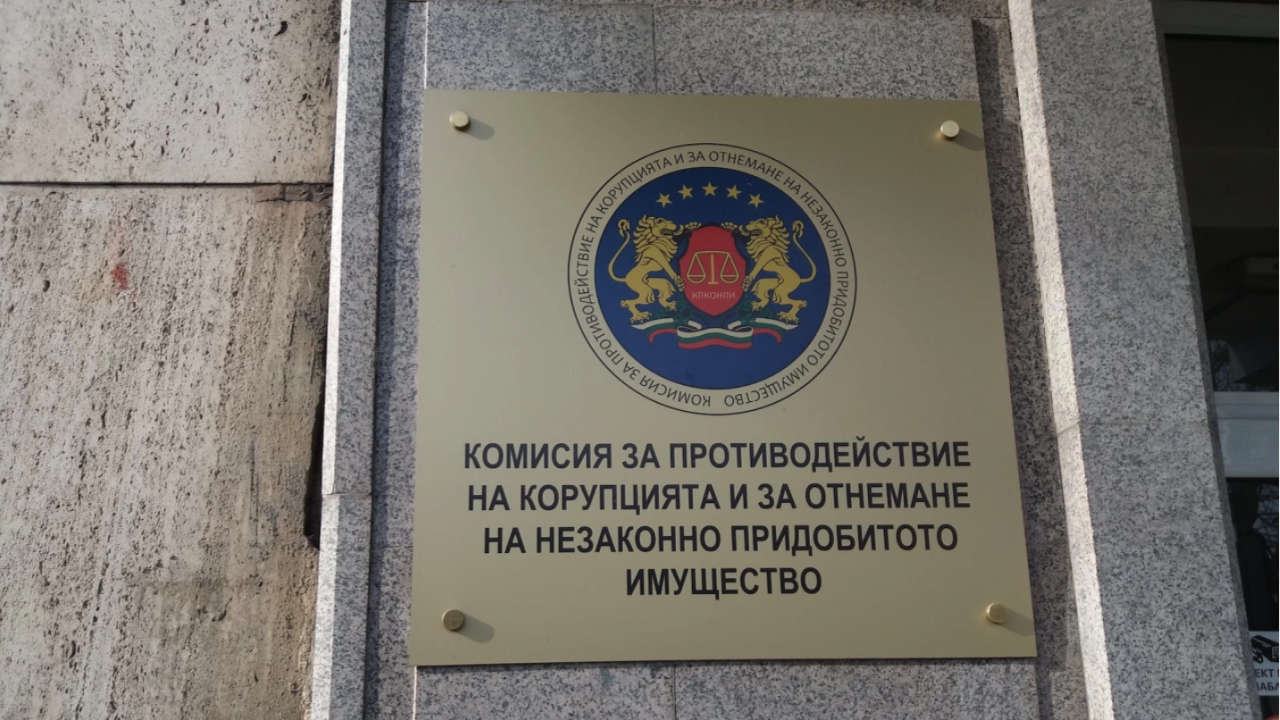 КОМИСИЯ ЗА ПРОТИВОДЕЙСТВИЕ НА КОРУПЦИЯТА И ЗА ОТНЕМАНЕ НА НЕЗАКОННО ПРИДОБИТОТО ИМУЩЕСТВО
КПКОНПИ
КОМИСИЯ ЗА ПРОТИВОДЕЙСТВИЕ
НА КОРУПЦИЯТА И ЗА ОТНЕМАНЕ
НА НЕЗАКОННО ПРИДОБИТОТО
ИМУЩЕСТВО